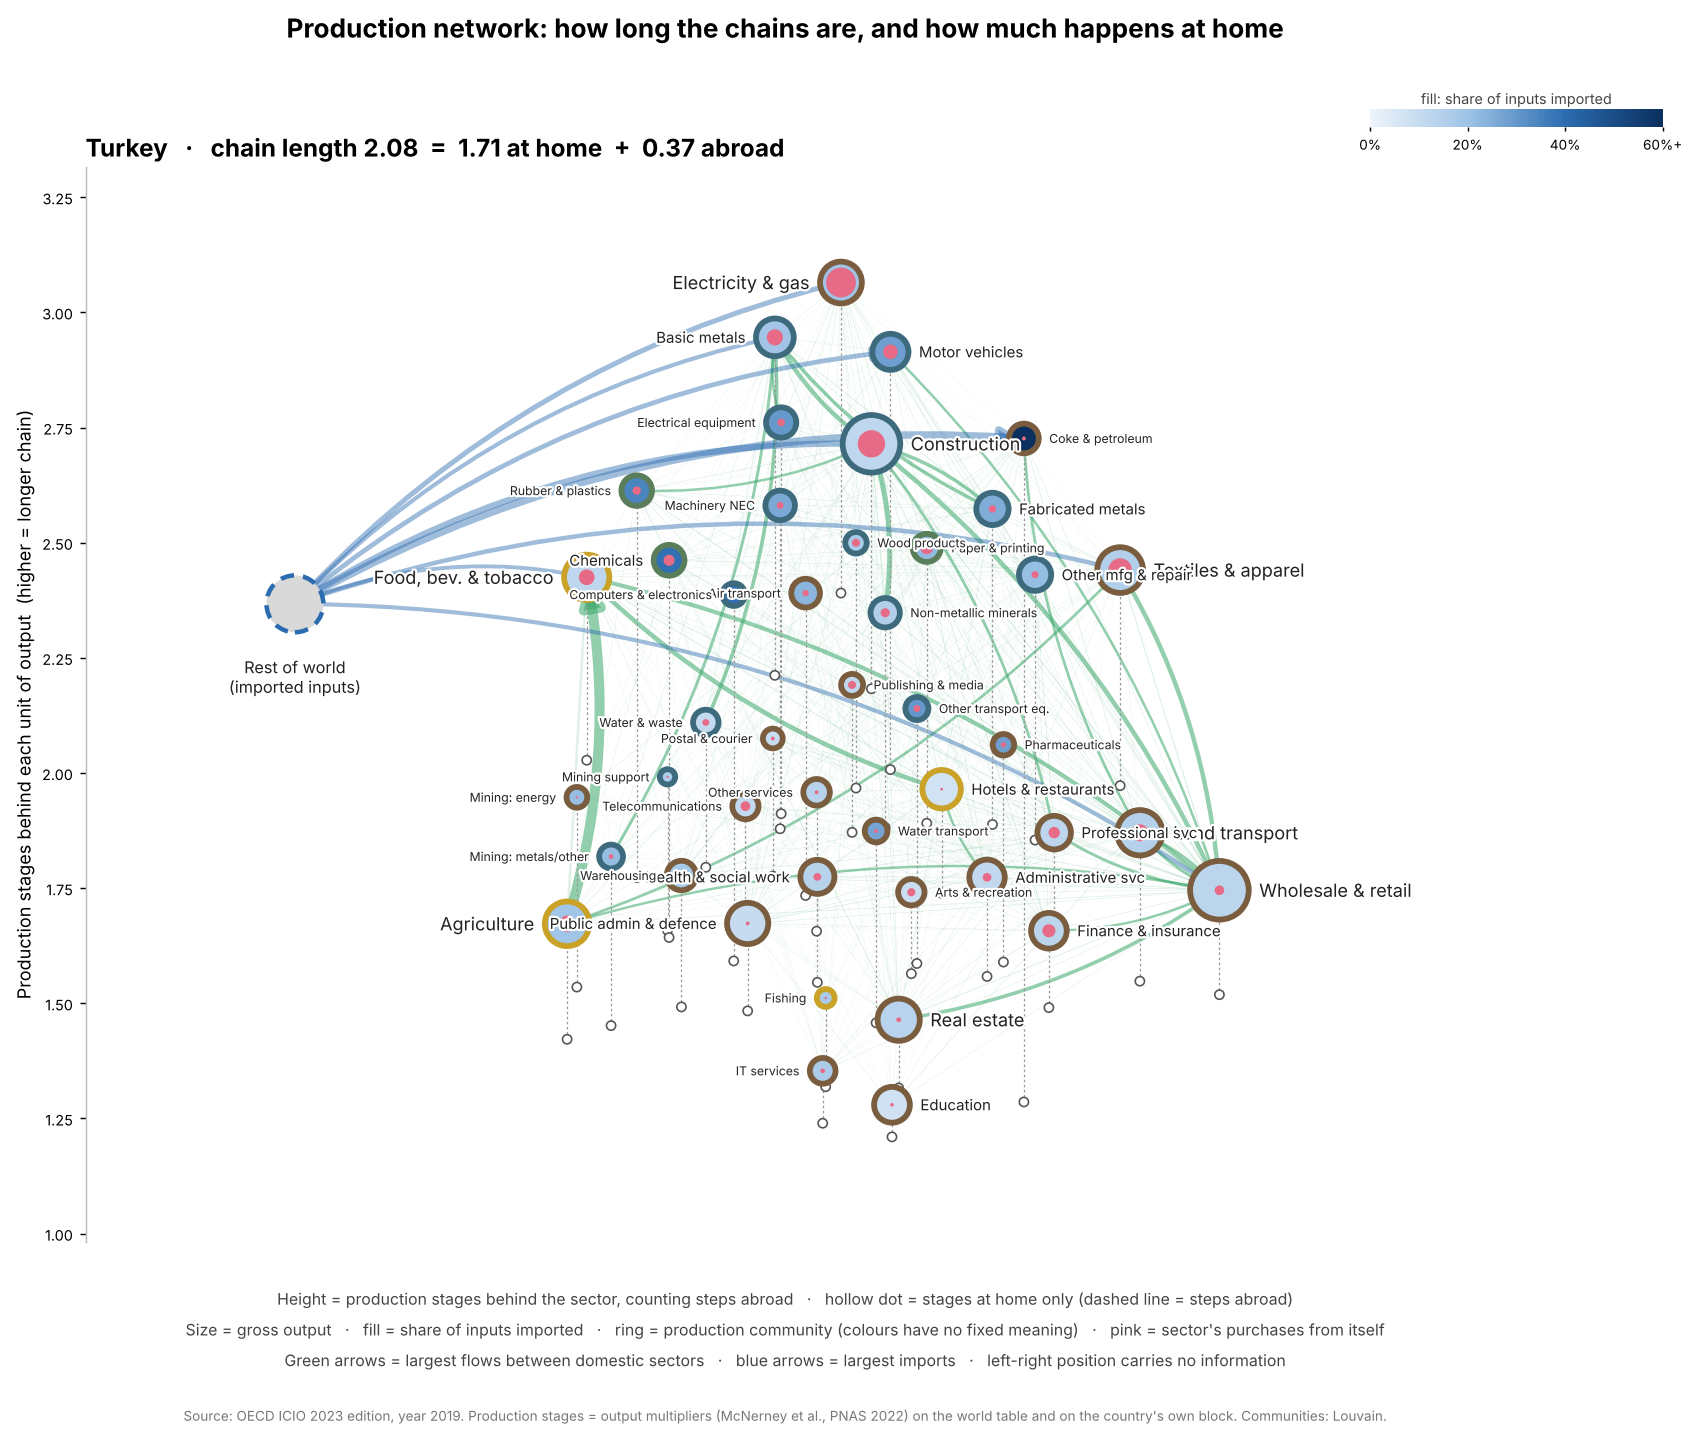 Production network: how long the chains are, and how much happens at home
fill: share of inputs imported
0% 20% 40% 60%+
Turkey · chain length 2.08 = 1.71 at home + 0.37 abroad
Production stages behind each unit of output (higher = longer chain)
3.25
3.00
2.75
2.50
2.25
2.00
1.75
1.50
1.25
1.00
Electricity & gas
Basic metals
Motor vehicles
Electrical equipment
Construction
Coke & petroleum
Rubber & plastics
Machinery NEC
Fabricated metals
Wood products
& printing
Chemicals
Food, bev. & tobacco
Other mfg & repair
& apparel
Computers & electronics
transport
Non-metallic minerals
Rest of world
(imported inputs)
Publishing & media
Other transport eq.
Water & waste
Postal & courier
Pharmaceuticals
Mining support
Other services
Hotels & restaurants
Mining: energy
Telecommunications
Water transport
Professional svc
transport
Mining: metals/other
Warehousing
& social work
Administrative svc
Arts & recreation
Wholesale & retail
Agriculture
Public admin & defence
Finance & insurance
Fishing
Real estate
IT services
Education
Height = production stages behind the sector, counting steps abroad · hollow dot = stages at home only (dashed line = steps abroad)
Size = gross output · fill = share of inputs imported · ring = production community (colours have no fixed meaning) · pink = sector's purchases from itself
Green arrows = largest flows between domestic sectors · blue arrows = largest imports · left-right position carries no information
Source: OECD ICIO 2023 edition, year 2019. Production stages = output multipliers (McNerney et al., PNAS 2022) on the world table and on the country's own block. Communities: Louvain.